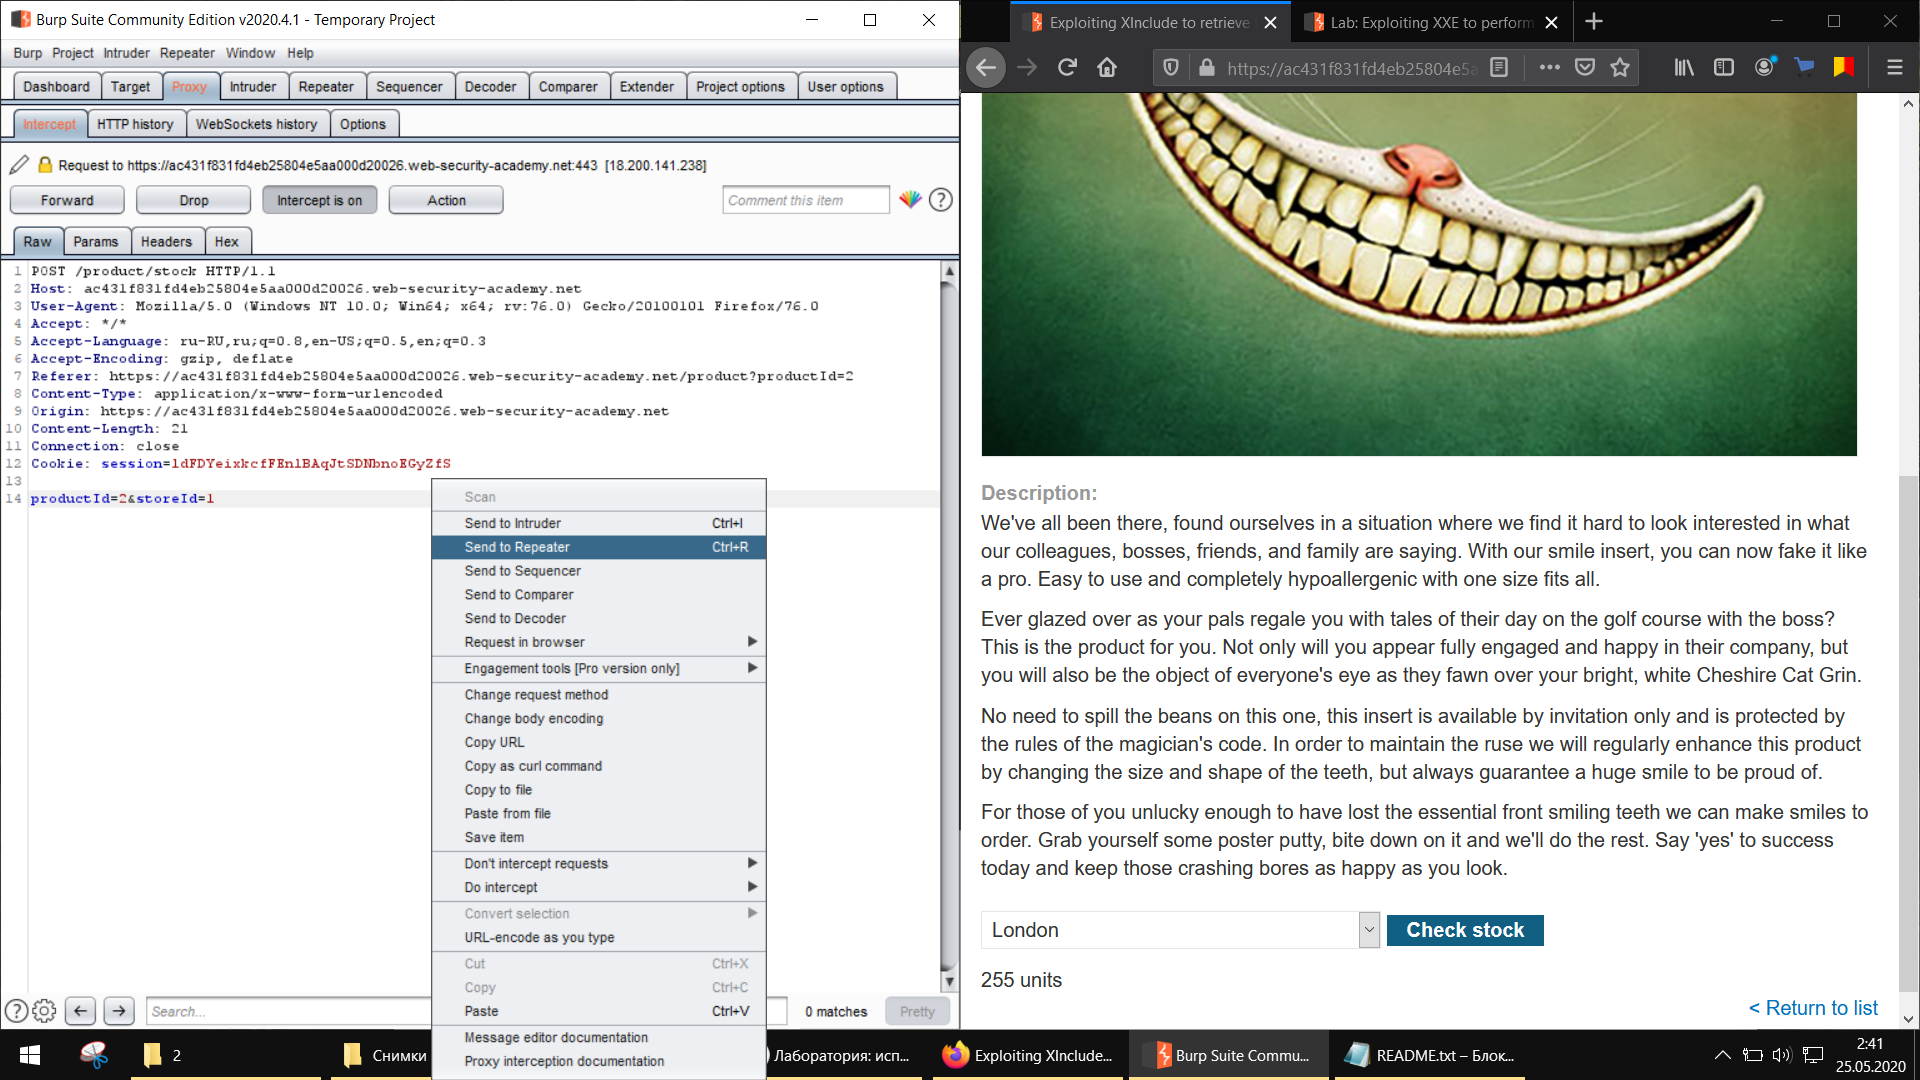 Burp Suite Community Edition v2020.4.1 - Temporary Project
Burp Project Intruder Repeater Window Help
Dashboard Target Proxy Intruder Repeater Sequencer Decoder Comparer Extender Project options User options
Intercept HTTP history WebSockets history Options
Request to https://ac431f831fd4eb25804e5aa000d20026.web-security-academy.net:443 [18.200.141.238]
Forward Drop Intercept is on Action Comment this item ?
Raw Params Headers Hex
1 POST /product/stock HTTP/1.1
2 Host: ac431f831fd4eb25804e5aa000d20026.web-security-academy.net
3 User-Agent: Mozilla/5.0 (Windows NT 10.0; Win64; x64; rv:76.0) Gecko/20100101 Firefox/76.0
4 Accept: */*
5 Accept-Language: ru-RU,ru;q=0.8,en-US;q=0.5,en;q=0.3
6 Accept-Encoding: gzip, deflate
7 Referer: https://ac431f831fd4eb25804e5aa000d20026.web-security-academy.net/product?productId=2
8 Content-Type: application/x-www-form-urlencoded
9 Origin: https://ac431f831fd4eb25804e5aa000d20026.web-security-academy.net
10 Content-Length: 21
11 Connection: close
12 Cookie: session=ldFDYeixkcfFEnlBAqJtSDNbnoEGyZfS
13
14 productId=2&storeId=1
Scan
Send to Intruder Ctrl+I
Send to Repeater Ctrl+R
Send to Sequencer
Send to Comparer
Send to Decoder
Request in browser
Engagement tools [Pro version only]
Change request method
Change body encoding
Copy URL
Copy as curl command
Copy to file
Paste from file
Save item
Don't intercept requests
Do intercept
Convert selection
URL-encode as you type
Cut Ctrl+X
Copy Ctrl+C
Paste Ctrl+V
Message editor documentation
Proxy interception documentation
? Search... 0 matches Pretty
Exploiting XInclude to retrieve
Lab: Exploiting XXE to perform
https://ac431f831fd4eb25804e5a
Description:
We've all been there, found ourselves in a situation where we find it hard to look interested in what
our colleagues, bosses, friends, and family are saying. With our smile insert, you can now fake it like
a pro. Easy to use and completely hypoallergenic with one size fits all.
Ever glazed over as your pals regale you with tales of their day on the golf course with the boss?
This is the product for you. Not only will you appear fully engaged and happy in their company, but
you will also be the object of everyone's eye as they fawn over your bright, white Cheshire Cat Grin.
No need to spill the beans on this one, this insert is available by invitation only and is protected by
the rules of the magician's code. In order to maintain the ruse we will regularly enhance this product
by changing the size and shape of the teeth, but always guarantee a huge smile to be proud of.
For those of you unlucky enough to have lost the essential front smiling teeth we can make smiles to
order. Grab yourself some poster putty, bite down on it and we'll do the rest. Say 'yes' to success
today and keep those crashing bores as happy as you look.
London Check stock
255 units
< Return to list
2 Снимки Лаборатория: исп... Exploiting XInclude... Burp Suite Commu... README.txt – Блок...
2:41
25.05.2020